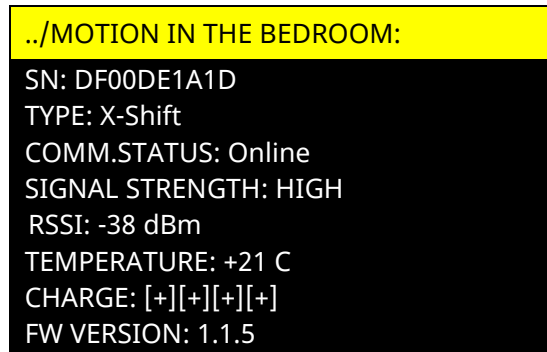 ../MOTION IN THE BEDROOM:
SN: DF00DE1A1D
TYPE: X-Shift
COMM.STATUS: Online
SIGNAL STRENGTH: HIGH
RSSI: -38 dBm
TEMPERATURE: +21 C
CHARGE: [+][+][+][+]
FW VERSION: 1.1.5